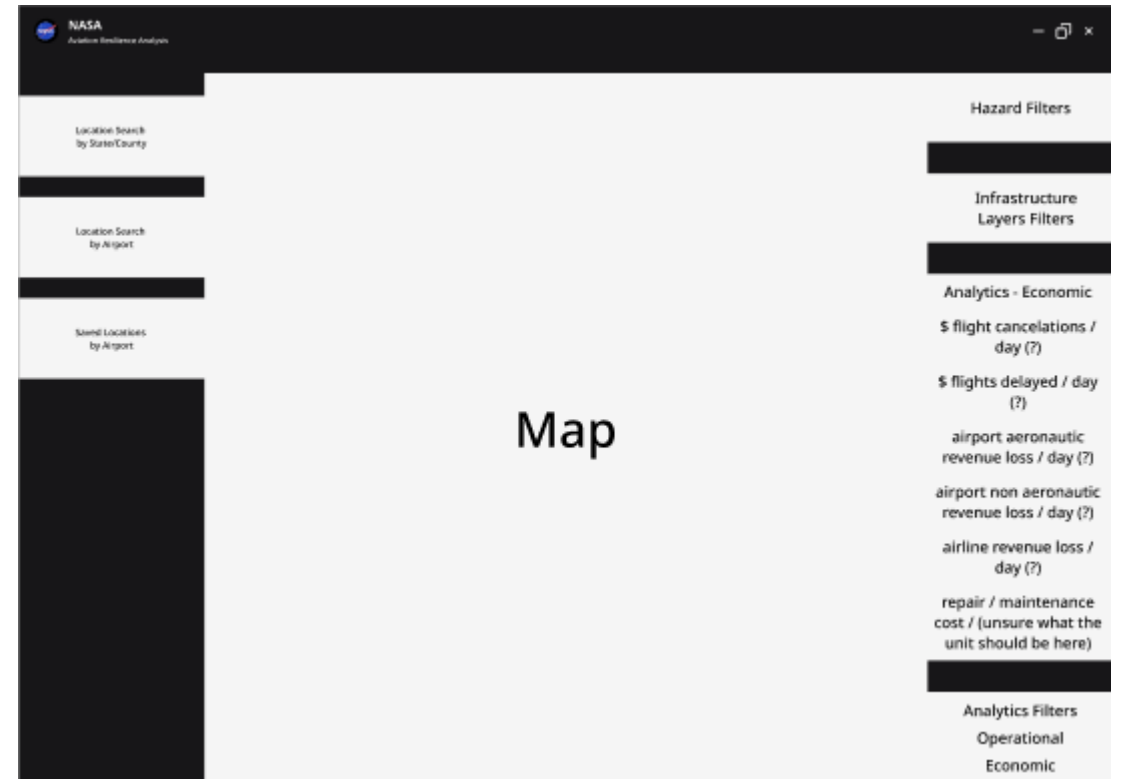 NASA
Aviation Resilience Analysis
Location Search
by State/County
Location Search
by Airport
Saved Locations
by Airport
Map
Hazard Filters
Infrastructure
Layers Filters
Analytics - Economic
$ flight cancelations /
day (?)
$ flights delayed / day
(?)
airport aeronautic
revenue loss / day (?)
airport non aeronautic
revenue loss / day (?)
airline revenue loss /
day (?)
repair / maintenance
cost / (unsure what the
unit should be here)
Analytics Filters
Operational
Economic